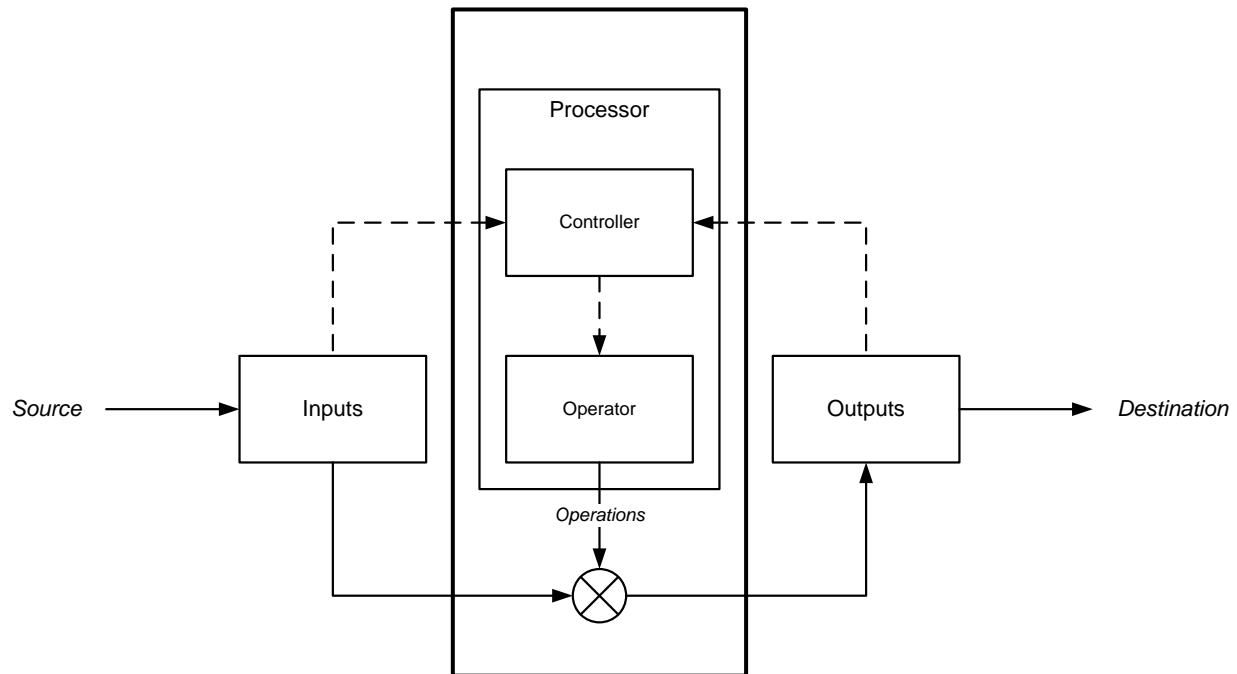 Processor
Controller
Source
Inputs
Operator
Outputs
Destination
Operations